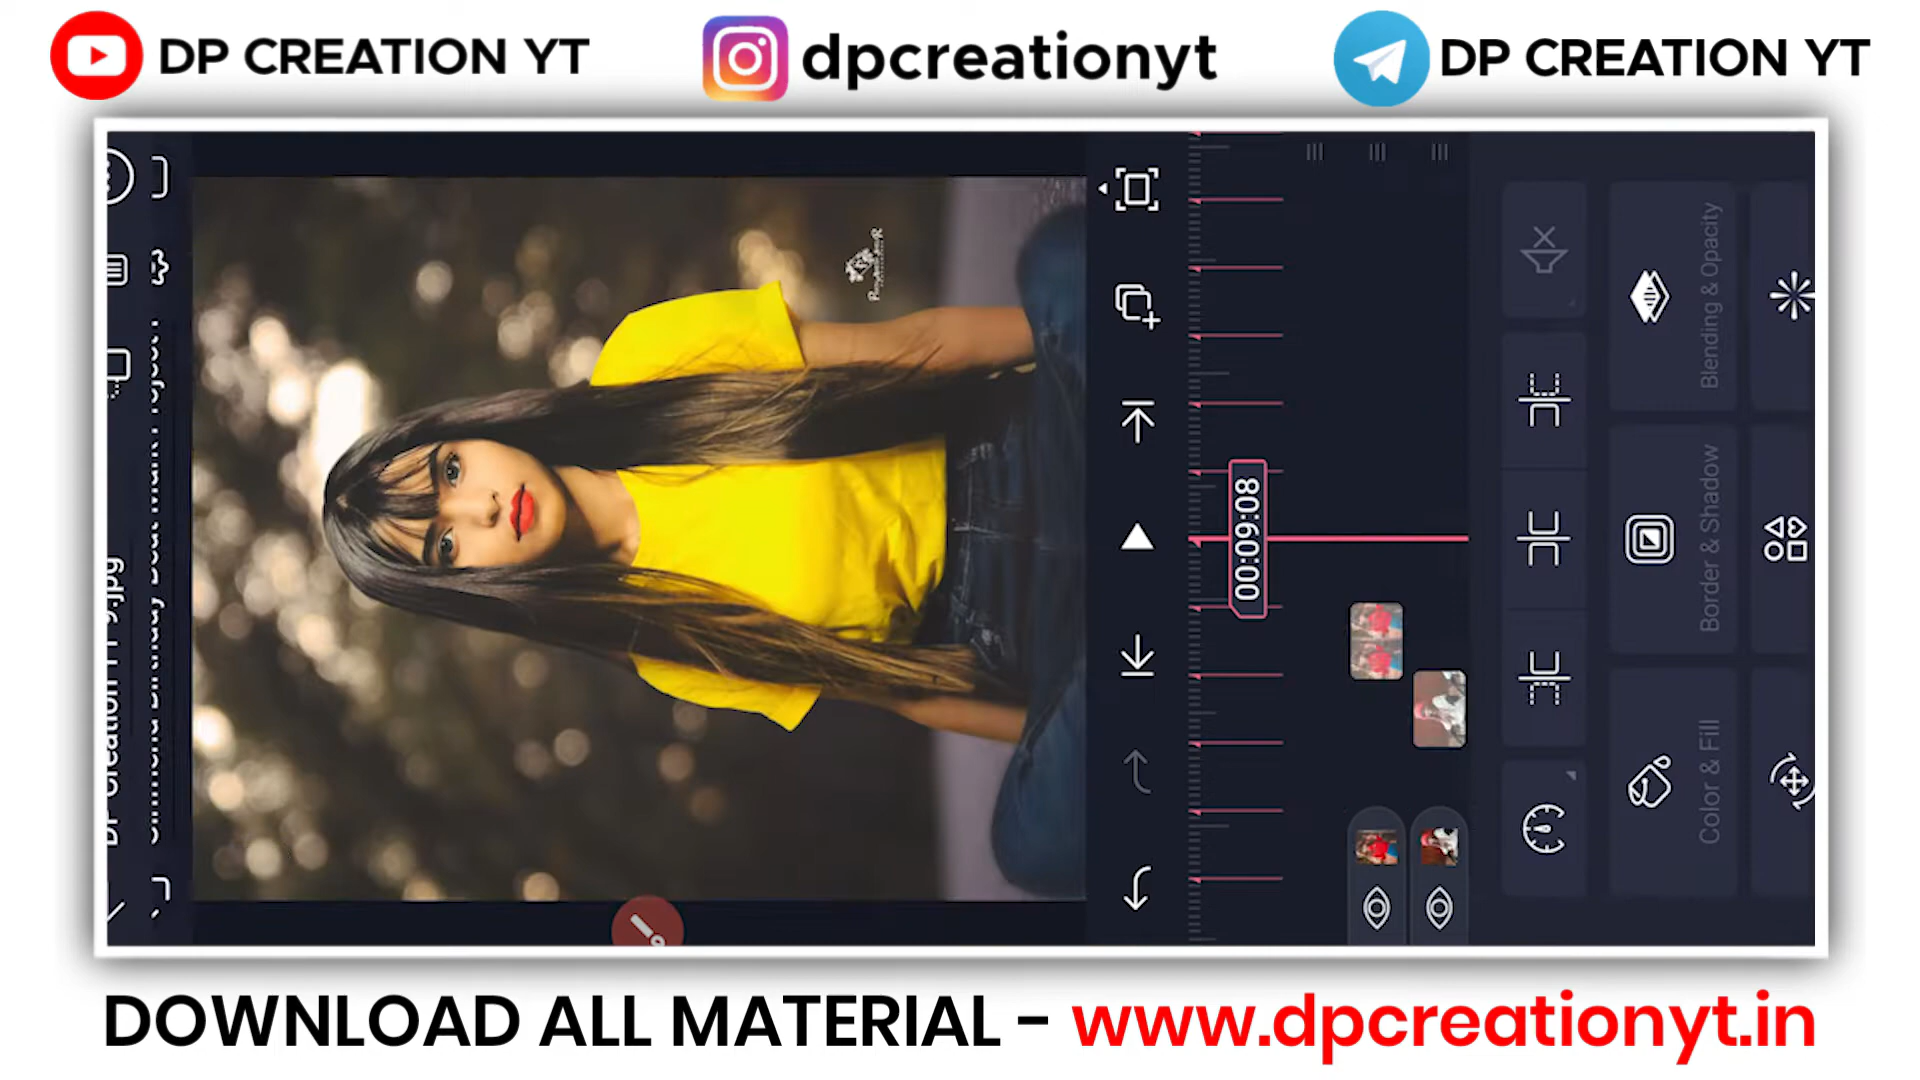 DP CREATION YT
dpcreationyt
DP CREATION YT
00:09:08
Blending & Opacity
Border & Shadow
Color & Fill
DOWNLOAD ALL MATERIAL - www.dpcreationyt.in